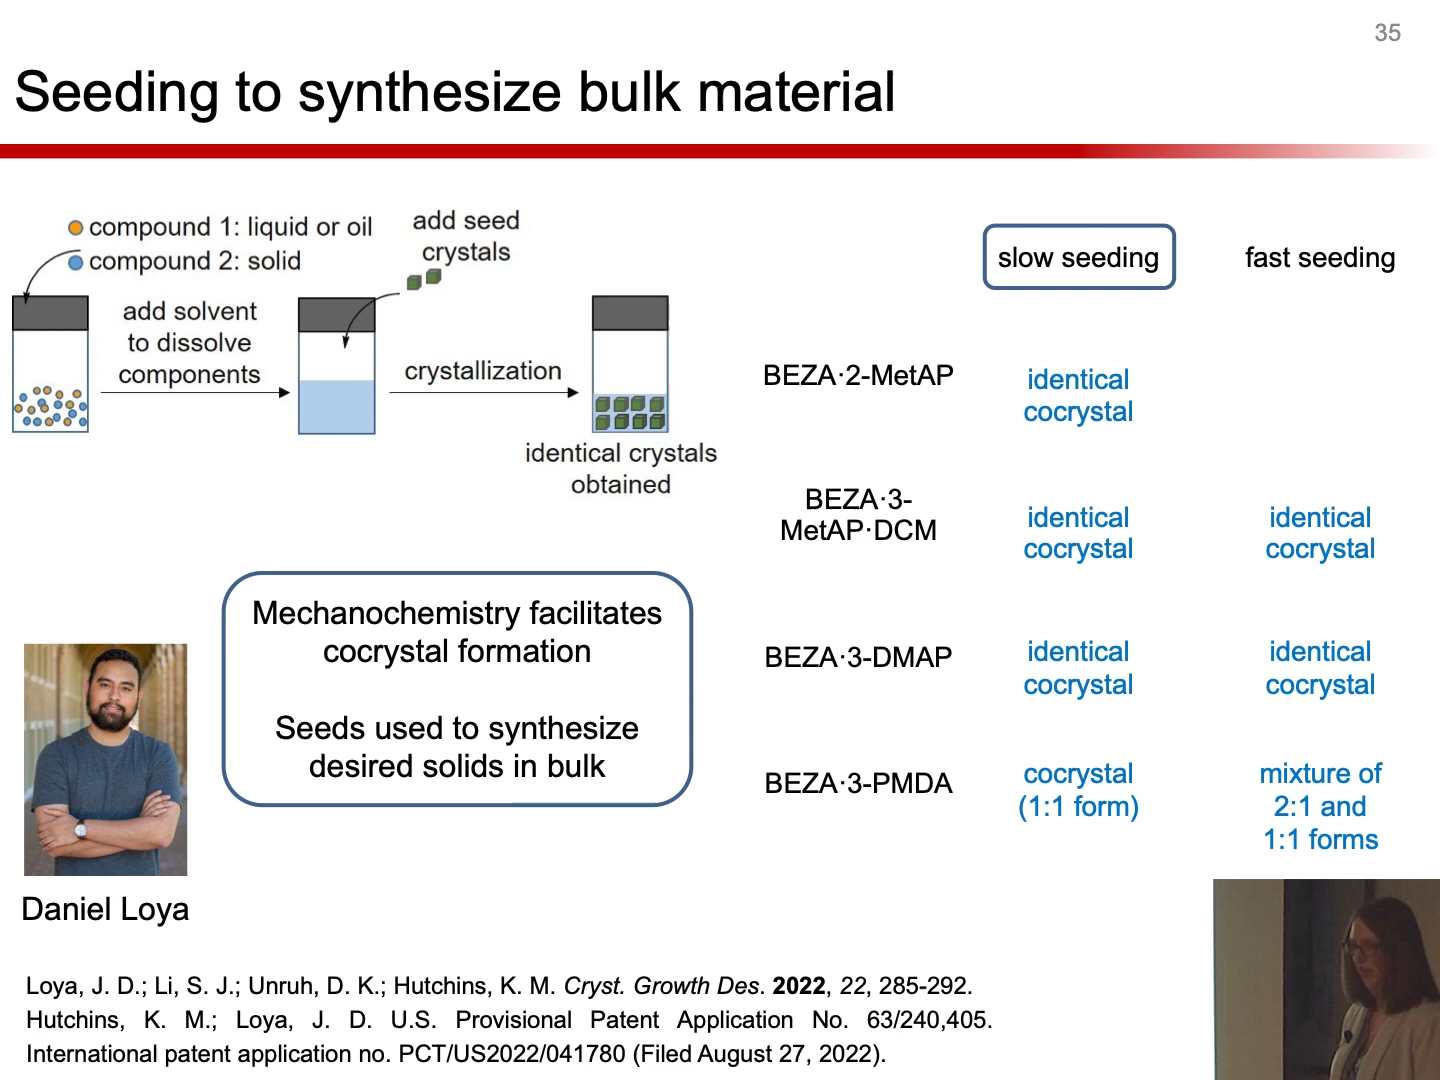 35
Seeding to synthesize bulk material
compound 1: liquid or oil
compound 2: solid
add seed
crystals
add solvent
to dissolve
components
crystallization
identical crystals
obtained
slow seeding
fast seeding
BEZA·2-MetAP
identical
cocrystal
BEZA·3-
MetAP·DCM
identical
cocrystal
identical
cocrystal
BEZA·3-DMAP
identical
cocrystal
identical
cocrystal
BEZA·3-PMDA
cocrystal
(1:1 form)
mixture of
2:1 and
1:1 forms
Mechanochemistry facilitates
cocrystal formation
Seeds used to synthesize
desired solids in bulk
Daniel Loya
Loya, J. D.; Li, S. J.; Unruh, D. K.; Hutchins, K. M. Cryst. Growth Des. 2022, 22, 285-292.
Hutchins, K. M.; Loya, J. D. U.S. Provisional Patent Application No. 63/240,405.
International patent application no. PCT/US2022/041780 (Filed August 27, 2022).